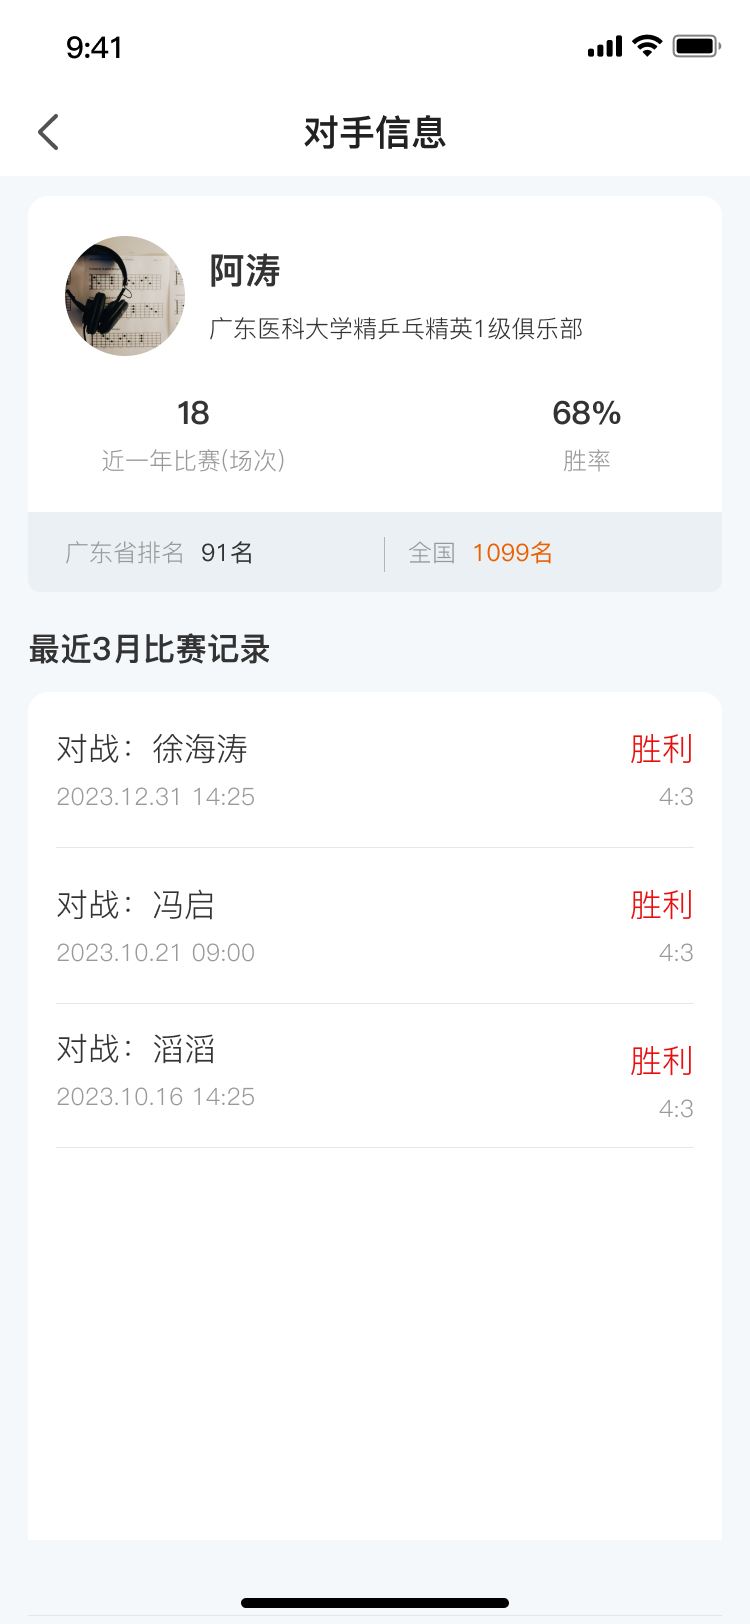 9:41
对手信息
阿涛
广东医科大学精乒乓精英1级俱乐部
18
68%
近一年比赛(场次)
胜率
广东省排名 91名
全国 1099名
最近3月比赛记录
对战：徐海涛
胜利
2023.12.31 14:25
4:3
对战：冯启
胜利
2023.10.21 09:00
4:3
对战：滔滔
胜利
2023.10.16 14:25
4:3